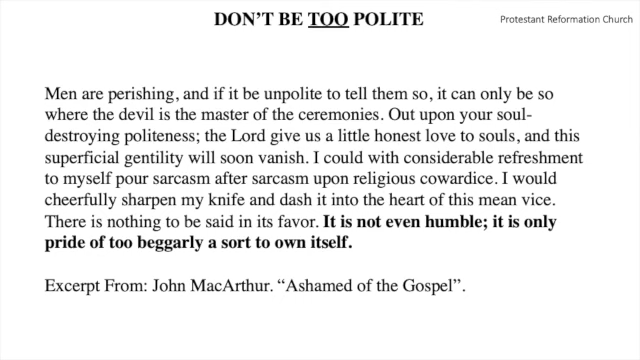 DON’T BE TOO POLITE
Protestant Reformation Church
Men are perishing, and if it be unpolite to tell them so, it can only be so
where the devil is the master of the ceremonies. Out upon your soul-
destroying politeness; the Lord give us a little honest love to souls, and this
superficial gentility will soon vanish. I could with considerable refreshment
to myself pour sarcasm after sarcasm upon religious cowardice. I would
cheerfully sharpen my knife and dash it into the heart of this mean vice.
There is nothing to be said in its favor. It is not even humble; it is only
pride of too beggarly a sort to own itself.
Excerpt From: John MacArthur. “Ashamed of the Gospel”.